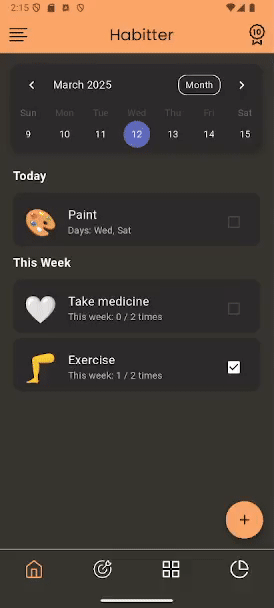 2:15
Habitter
10
March 2025
Month
Sun Mon Tue Wed Thu Fri Sat
9 10 11 12 13 14 15
Today
Paint
Days: Wed, Sat
This Week
Take medicine
This week: 0 / 2 times
Exercise
This week: 1 / 2 times
+